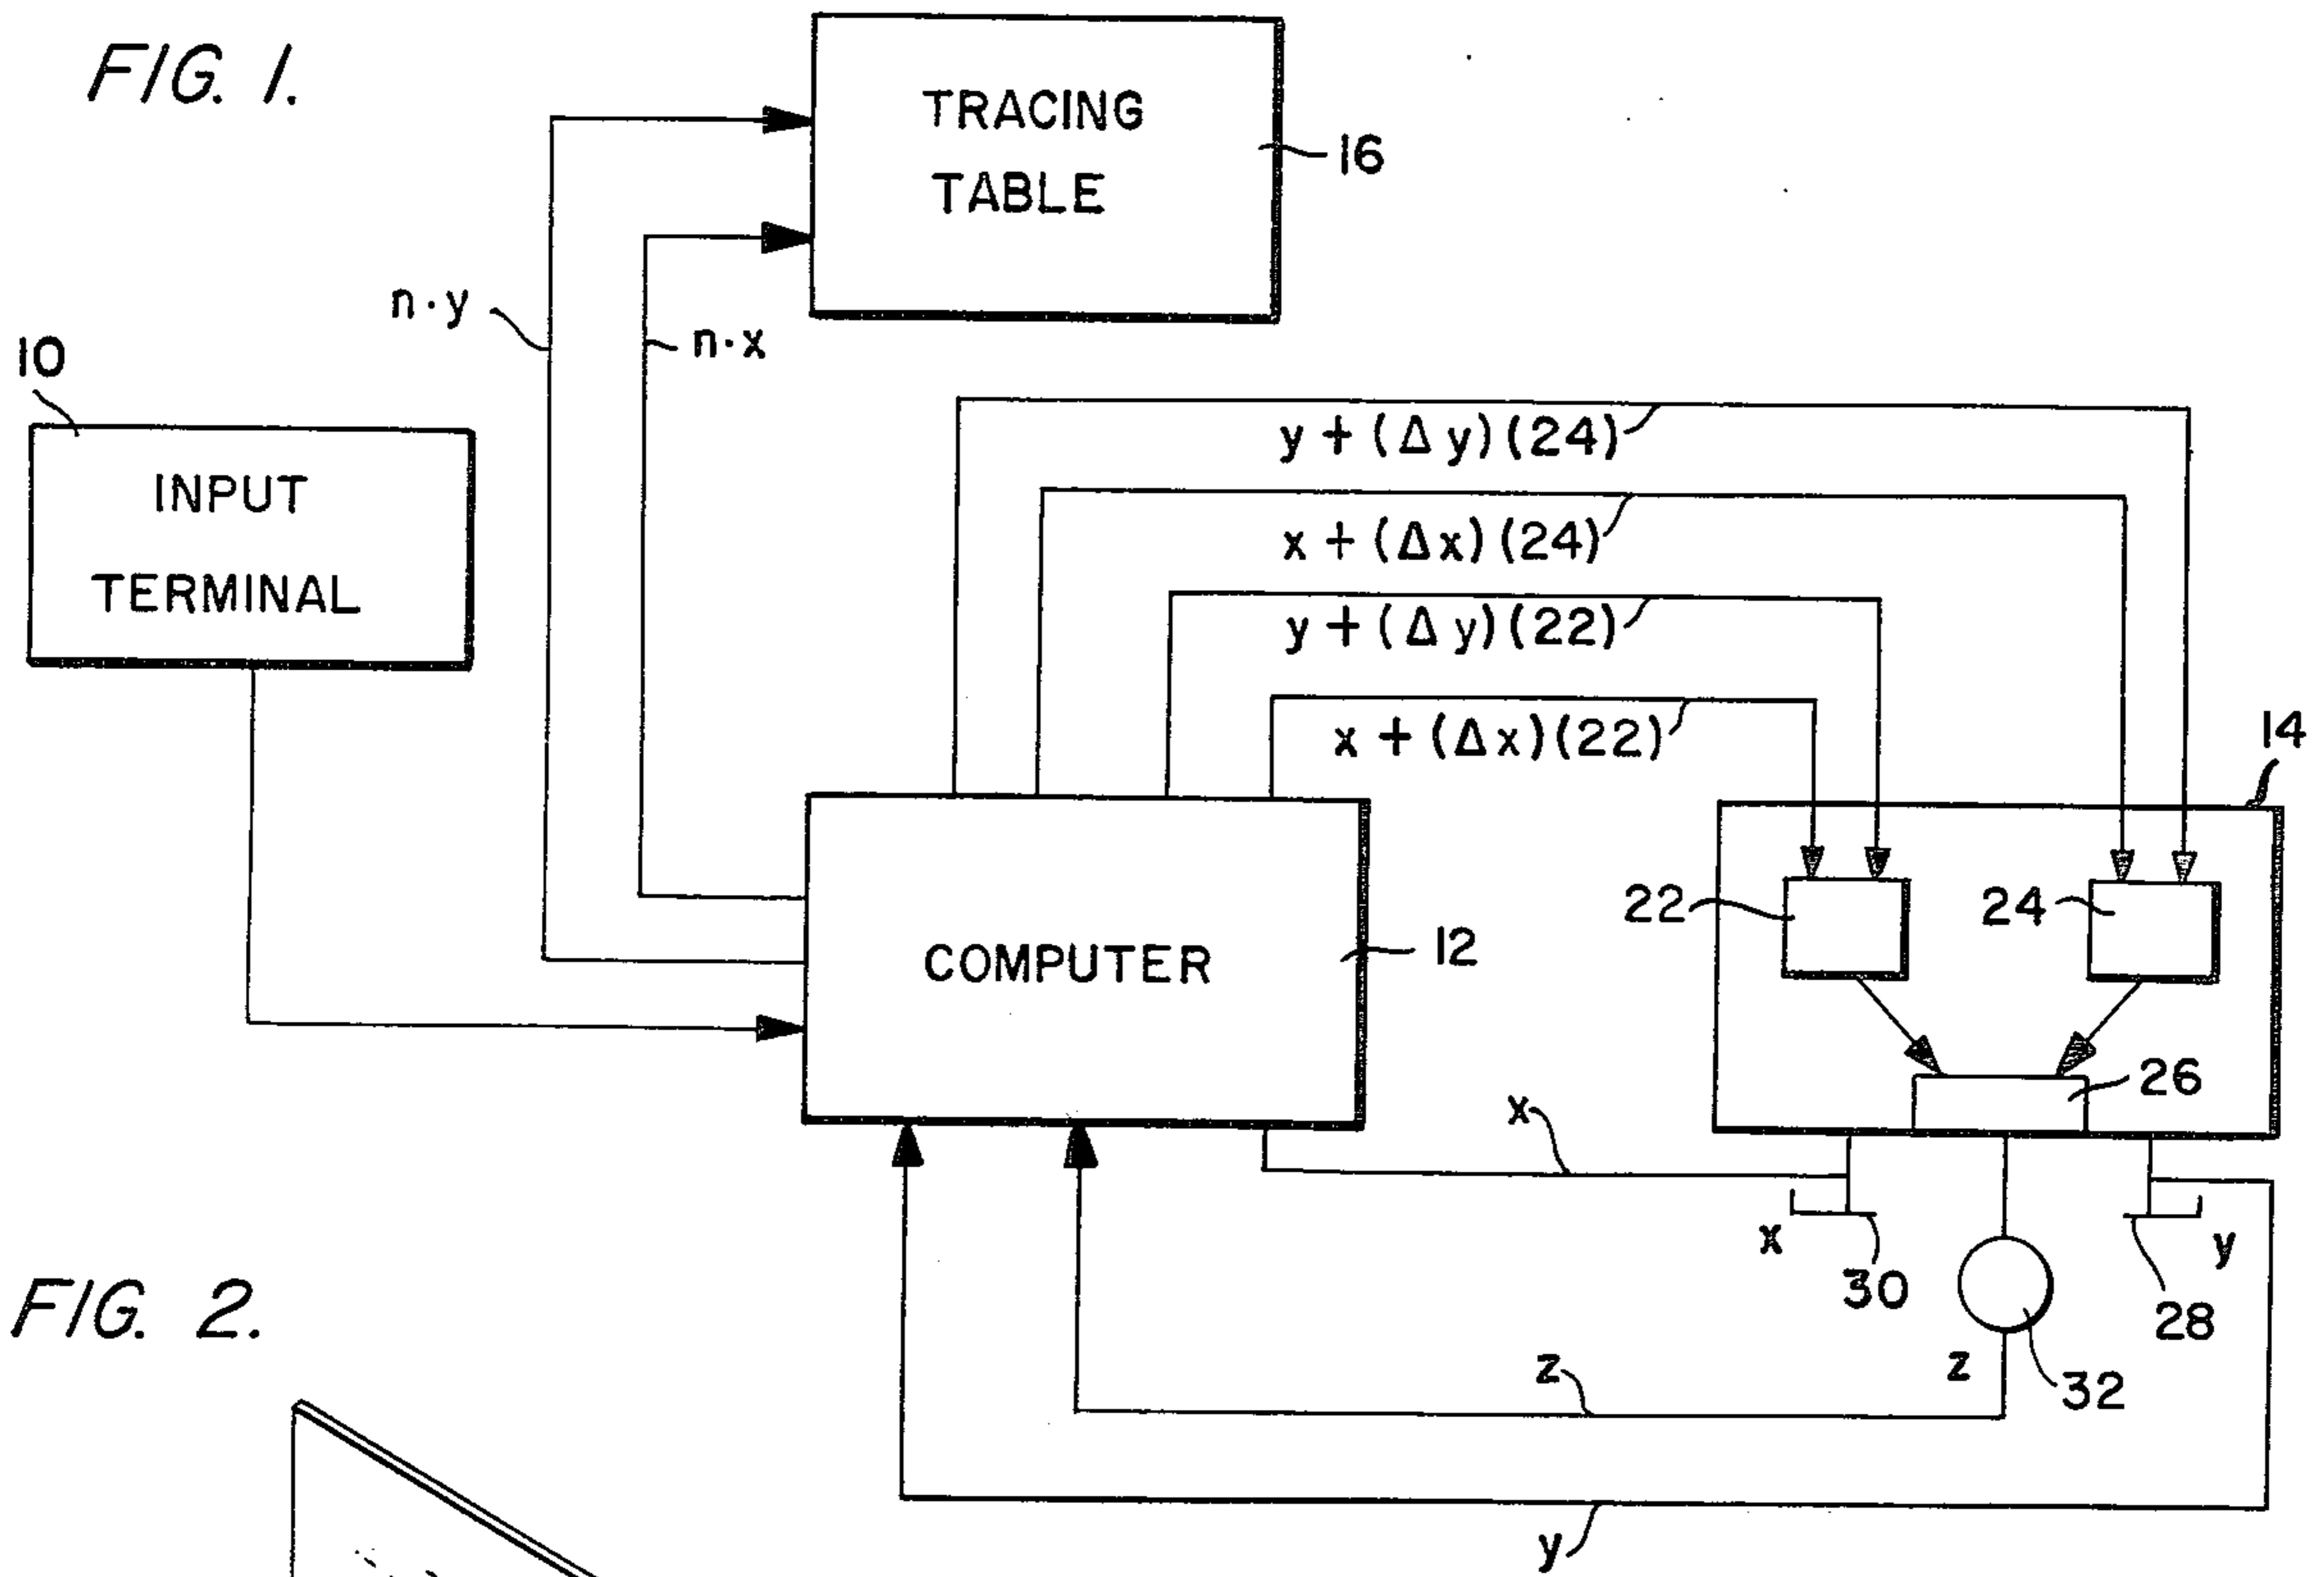 FIG. 1.
TRACING
TABLE
16
n·y
n·x
10
INPUT
TERMINAL
y + (Δy)(24)
x + (Δx)(24)
y + (Δy)(22)
x + (Δx)(22)
14
22
24
COMPUTER
12
26
x
x
30
y
28
z
z
32
y
FIG. 2.